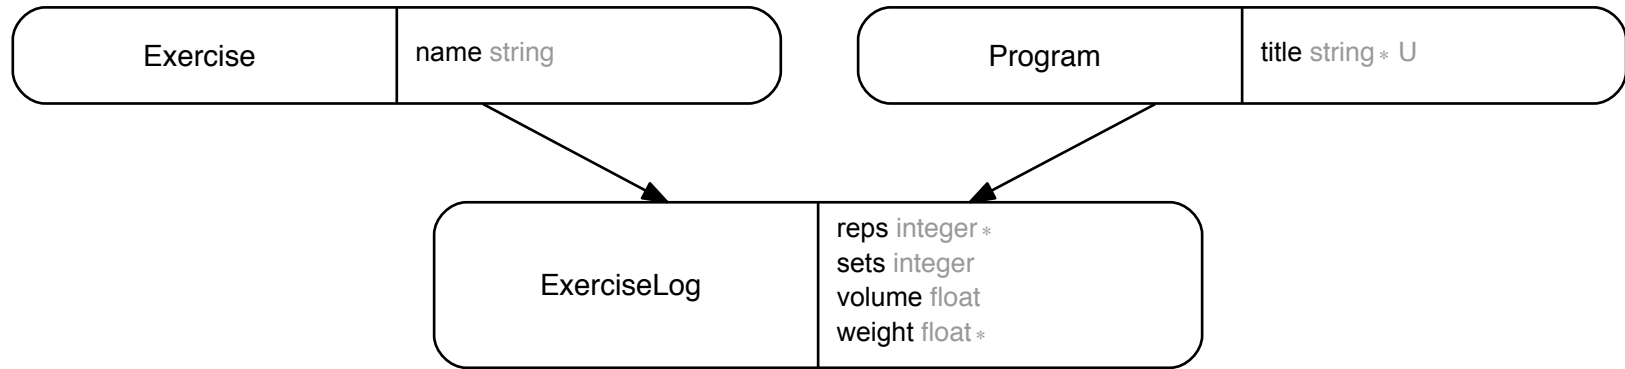 Exercise
name string
Program
title string* U
ExerciseLog
reps integer*
sets integer
volume float
weight float*